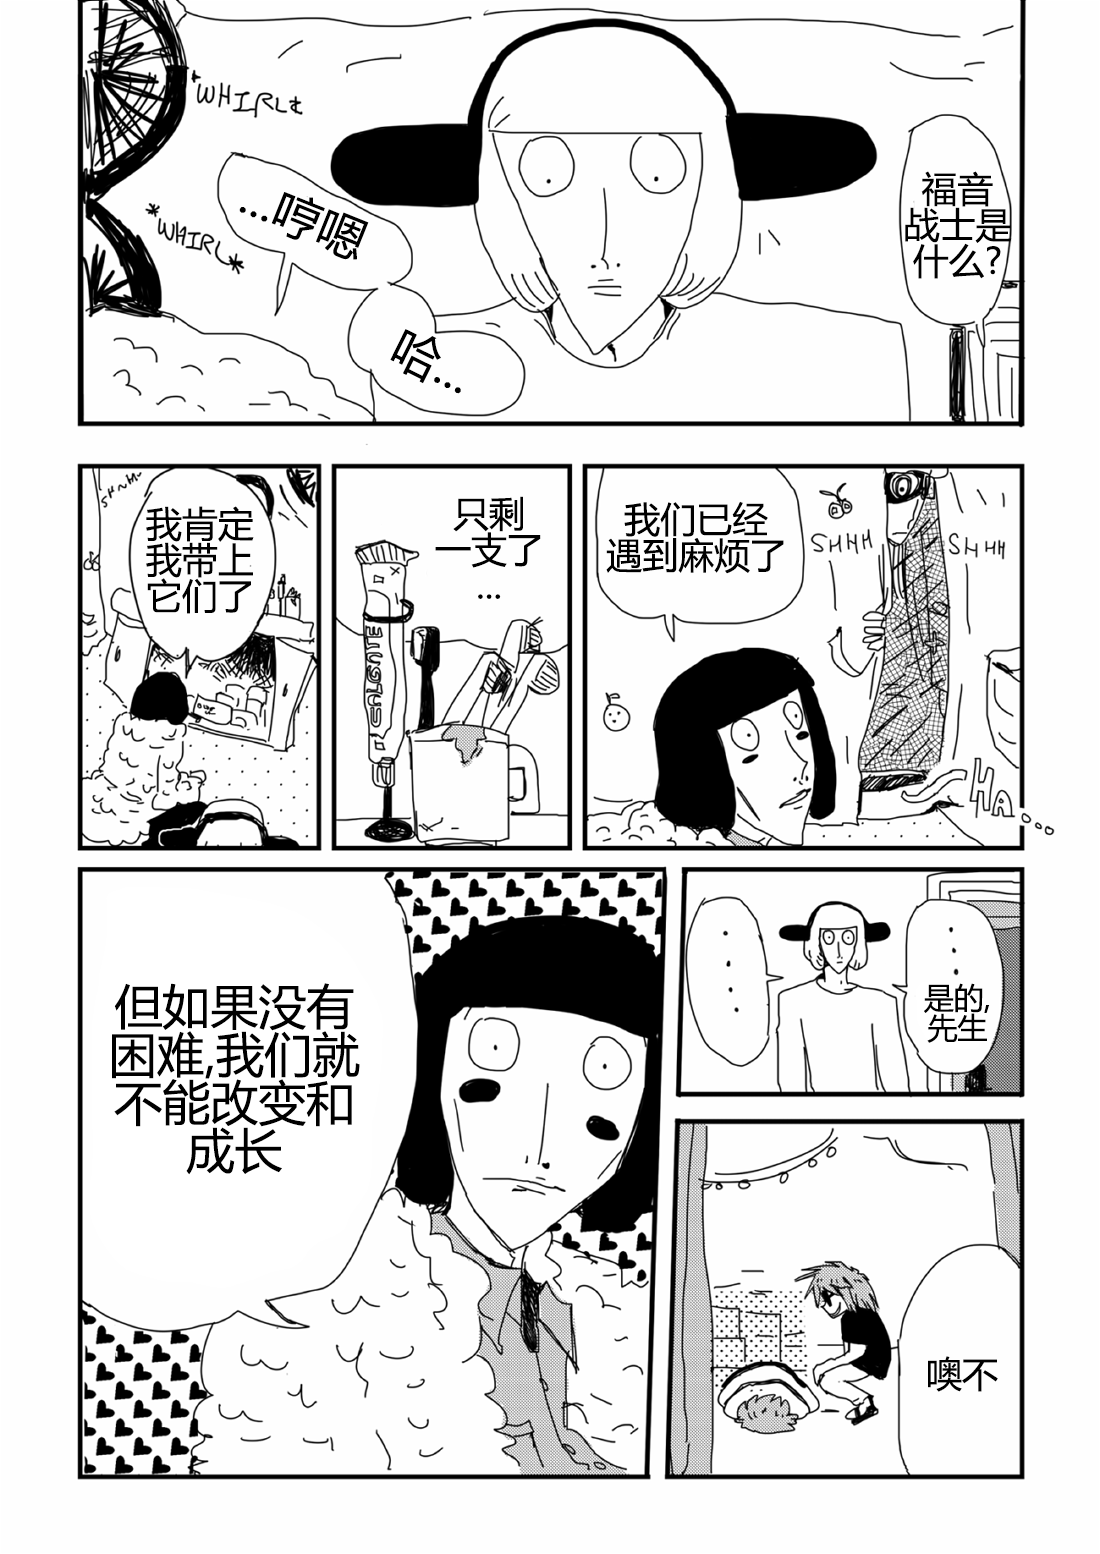 福音
战士是
什么?
WHIRL
*WHIRL*
...哼嗯
哈...
我们已经
遇到麻烦了
SHHH
SHHH
HA...
只剩
一支了
...
我肯定
我带上
它们了
....
是的,
先生
....
但如果没有
困难,我们就
不能改变和
成长
噢不